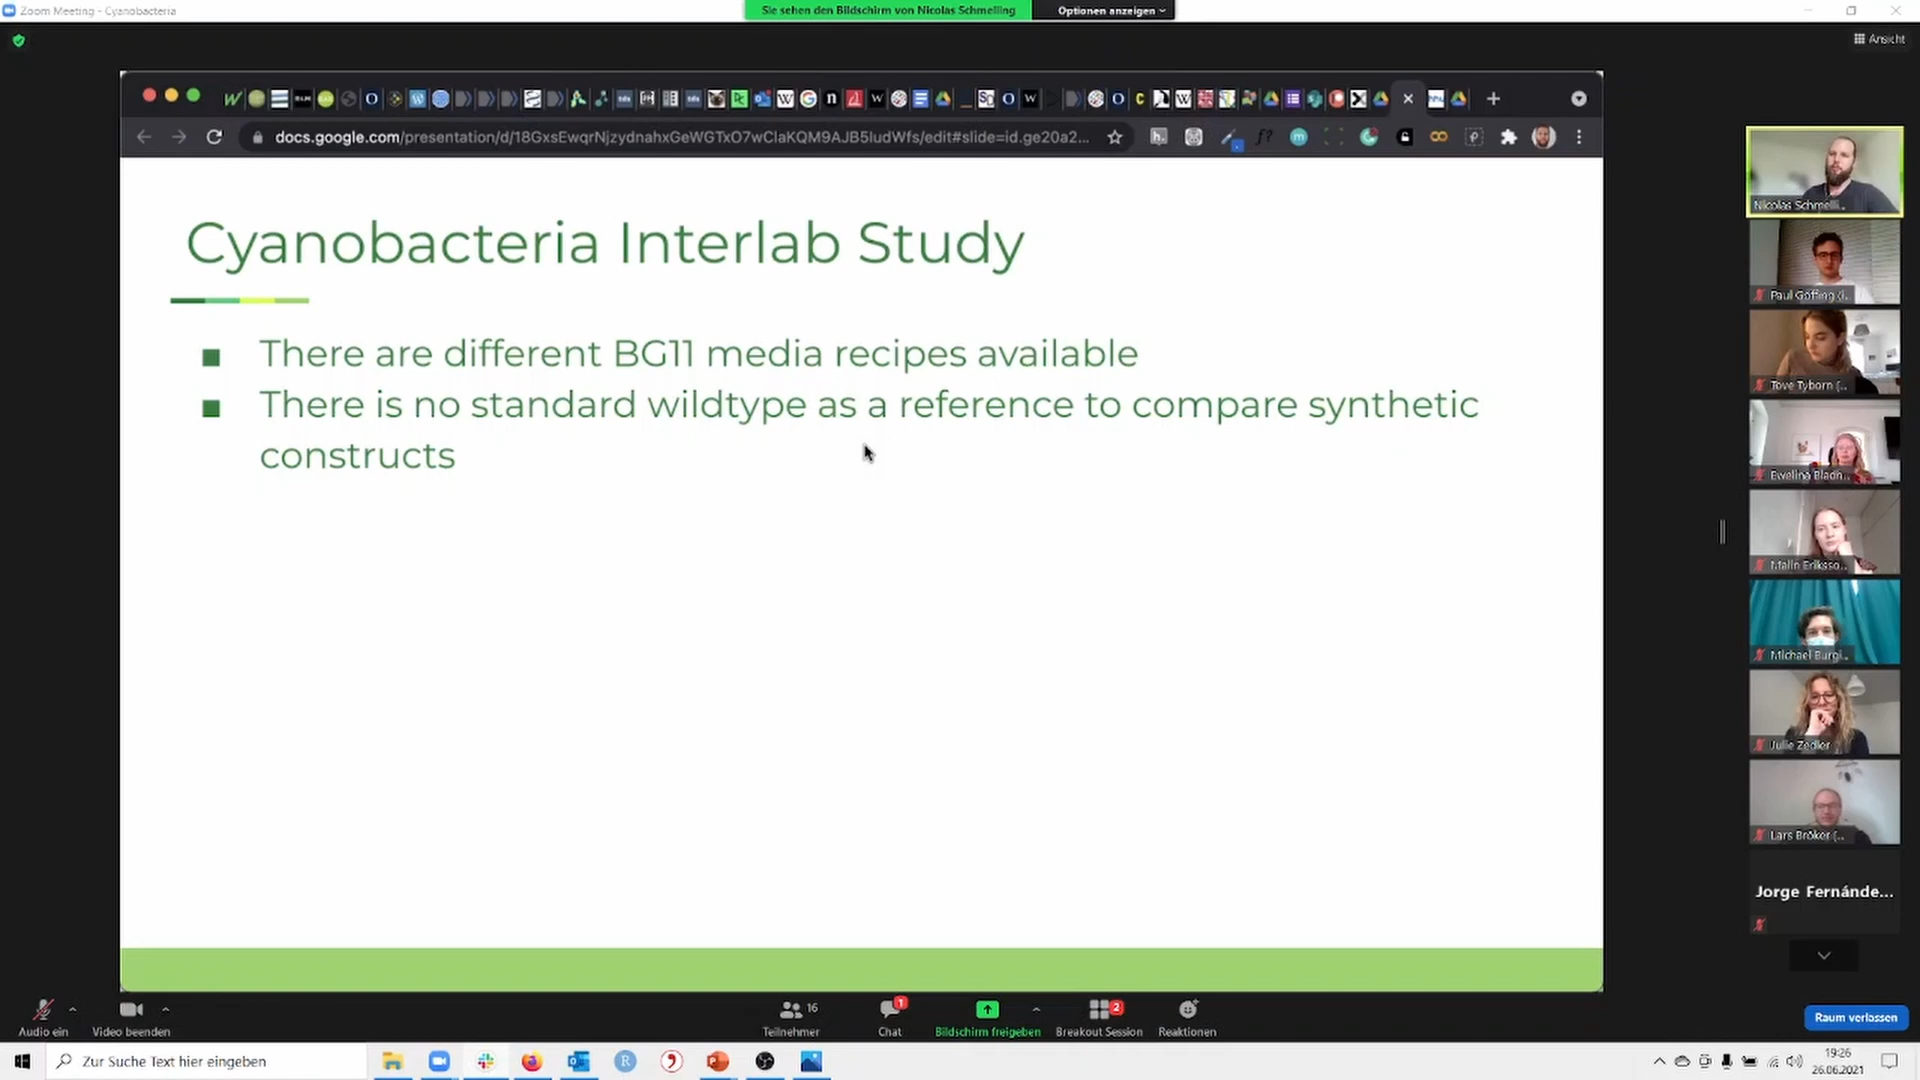 Zoom Meeting - Cyanobacteria
Sie sehen den Bildschirm von Nicolas Schmelling
Optionen anzeigen
Ansicht
docs.google.com/presentation/d/18GxsEwqrNjzydnahxGeWGTxO7wClaKQM9AJB5ludWfs/edit#slide=id.ge20a2...
Cyanobacteria Interlab Study
There are different BG11 media recipes available
There is no standard wildtype as a reference to compare synthetic
constructs
Nicolas Schmelli...
Paul Göffing (i...
Tove Tyborn (...
Ewelina Bladh...
Malin Eriksso...
Michael Burgi...
Julie Zedler
Lars Bröker (...
Jorge Fernánde...
Audio ein
Video beenden
16
Teilnehmer
1
Chat
Bildschirm freigeben
2
Breakout Session
Reaktionen
Raum verlassen
Zur Suche Text hier eingeben
19:26
26.06.2021